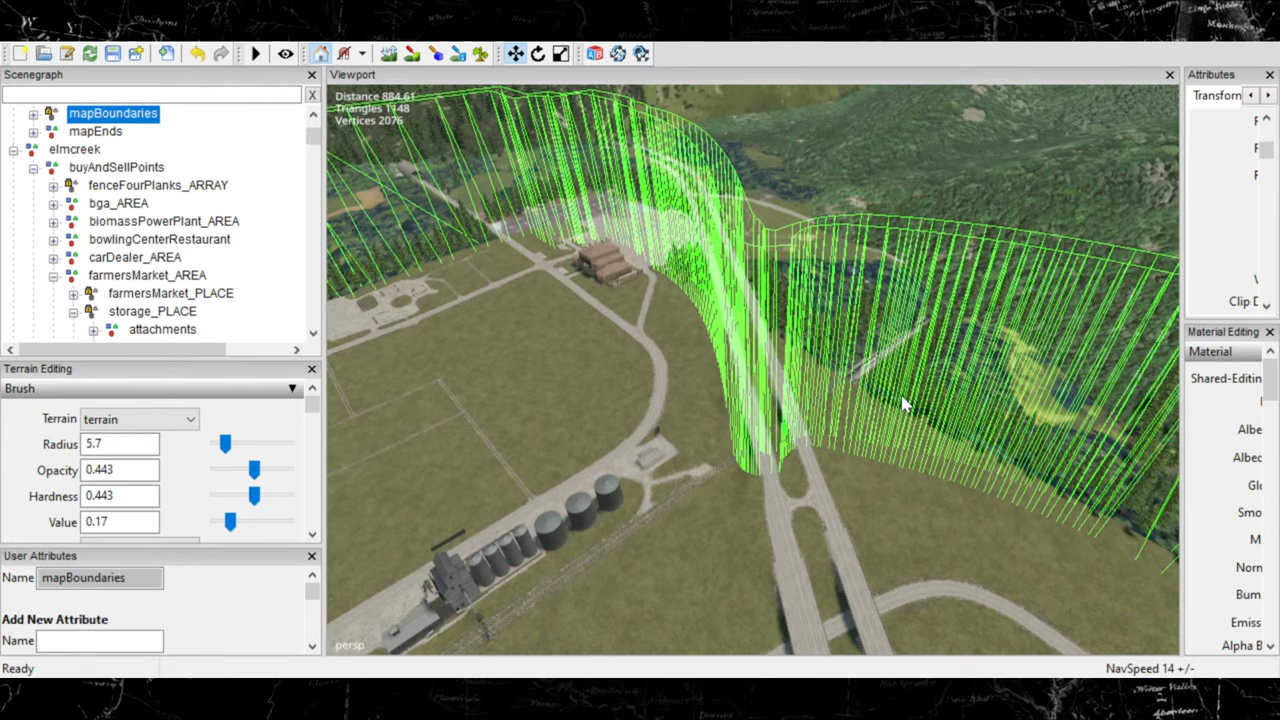 Scenegraph
X
mapBoundaries
mapEnds
elmcreek
buyAndSellPoints
fenceFourPlanks_ARRAY
bga_AREA
biomassPowerPlant_AREA
bowlingCenterRestaurant
carDealer_AREA
farmersMarket_AREA
farmersMarket_PLACE
storage_PLACE
attachments
Terrain Editing
Brush
Terrain terrain
Radius 5.7
Opacity 0.443
Hardness 0.443
Value 0.17
User Attributes
Name mapBoundaries
Add New Attribute
Name
Ready
Viewport
Distance 884.61
Triangles 1148
Vertices 2076
persp
Attributes
Transforn
V
Clip D
Material Editing
Material
Shared-Editin
Albe
Albed
Glo
Smo
M
Norn
Bum
Emiss
Alpha B
NavSpeed 14 +/-